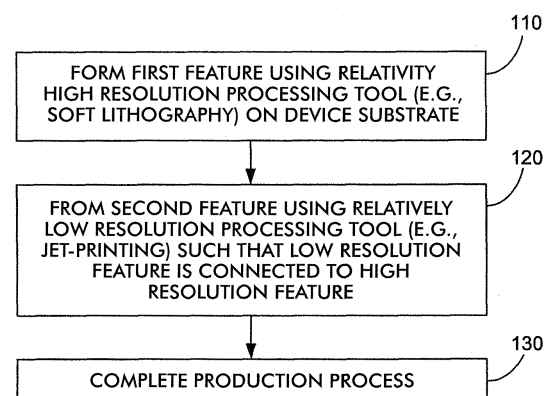 110
FORM FIRST FEATURE USING RELATIVITY
HIGH RESOLUTION PROCESSING TOOL (E.G.,
SOFT LITHOGRAPHY) ON DEVICE SUBSTRATE
120
FROM SECOND FEATURE USING RELATIVELY
LOW RESOLUTION PROCESSING TOOL (E.G.,
JET-PRINTING) SUCH THAT LOW RESOLUTION
FEATURE IS CONNECTED TO HIGH
RESOLUTION FEATURE
130
COMPLETE PRODUCTION PROCESS